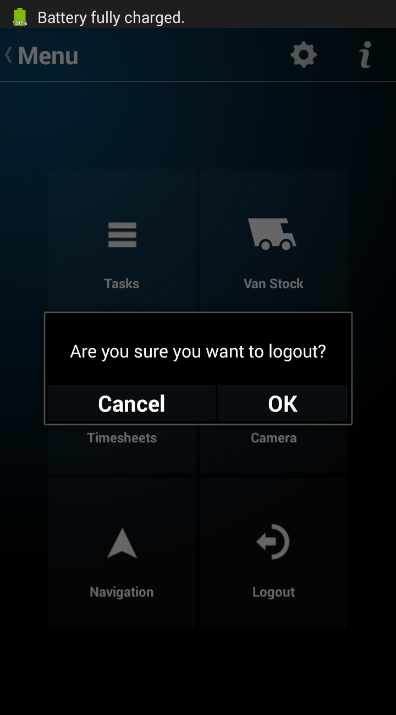 Battery fully charged.
Menu
Tasks
Van Stock
Are you sure you want to logout?
Cancel
OK
Timesheets
Camera
Navigation
Logout